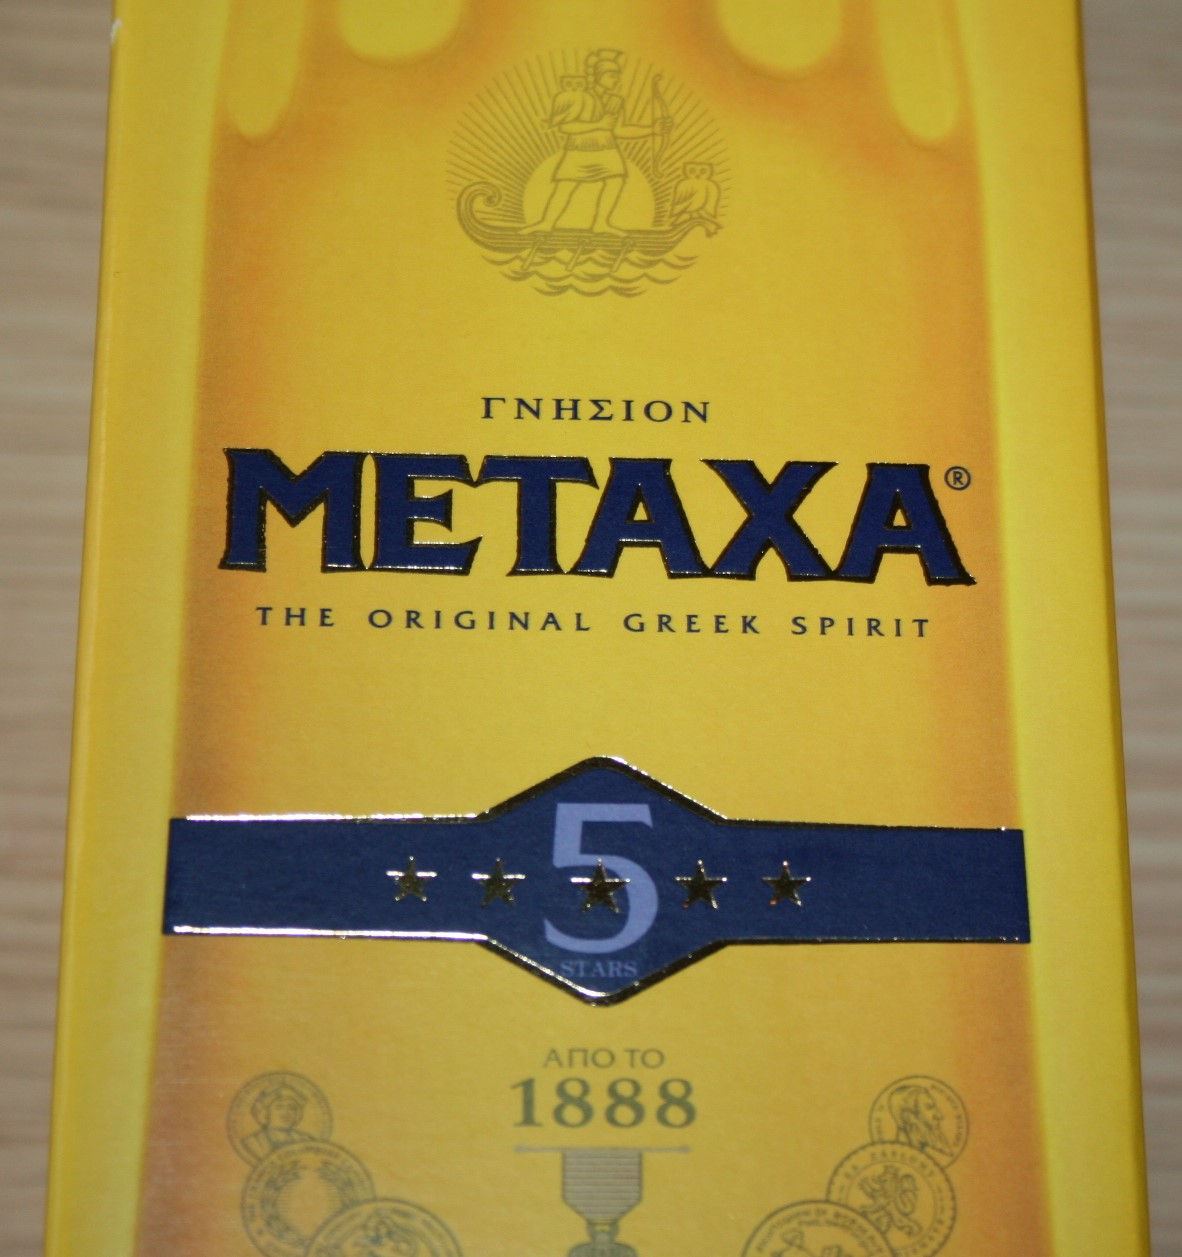 ΓΝΗΣΙΟΝ
METAXA®
THE ORIGINAL GREEK SPIRIT
5
STARS
ΑΠΟ ΤΟ
1888